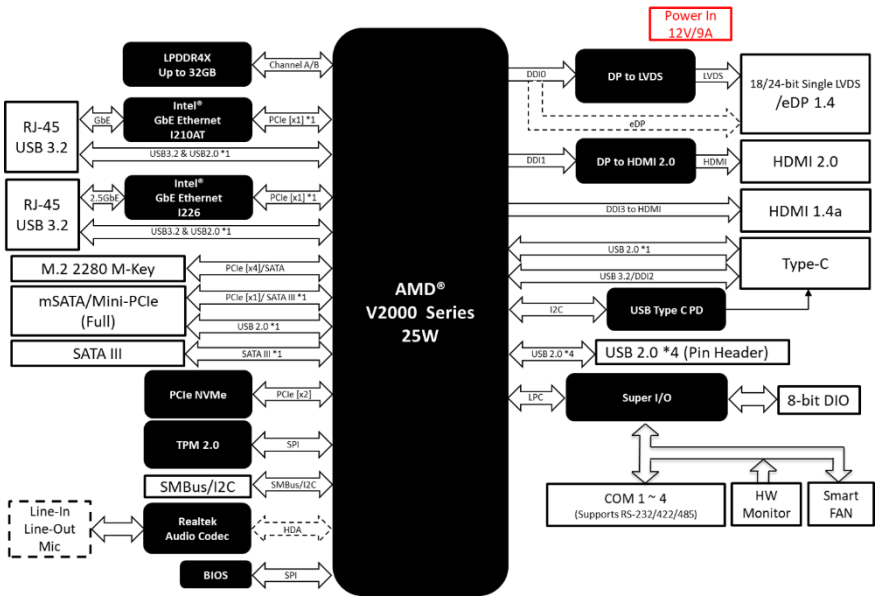 Power In
12V/9A
LPDDR4X
Up to 32GB
Channel A/B
RJ-45
USB 3.2
GbE
Intel®
GbE Ethernet
I210AT
PCIe [x1] *1
USB3.2 & USB2.0 *1
RJ-45
USB 3.2
2.5GbE
Intel®
GbE Ethernet
I226
PCIe [x1] *1
USB3.2 & USB2.0 *1
M.2 2280 M-Key
PCIe [x4]/SATA
mSATA/Mini-PCIe
(Full)
PCIe [x1]/ SATA III *1
USB 2.0 *1
SATA III
SATA III *1
PCIe NVMe
PCIe [x2]
TPM 2.0
SPI
SMBus/I2C
SMBus/I2C
Line-In
Line-Out
Mic
Realtek
Audio Codec
HDA
BIOS
SPI
AMD®
V2000 Series
25W
DDI0
DP to LVDS
LVDS
18/24-bit Single LVDS
/eDP 1.4
eDP
DDI1
DP to HDMI 2.0
HDMI
HDMI 2.0
DDI3 to HDMI
HDMI 1.4a
USB 2.0 *1
USB 3.2/DDI2
Type-C
I2C
USB Type C PD
USB 2.0 *4
USB 2.0 *4 (Pin Header)
LPC
Super I/O
8-bit DIO
COM 1 ~ 4
(Supports RS-232/422/485)
HW
Monitor
Smart
FAN